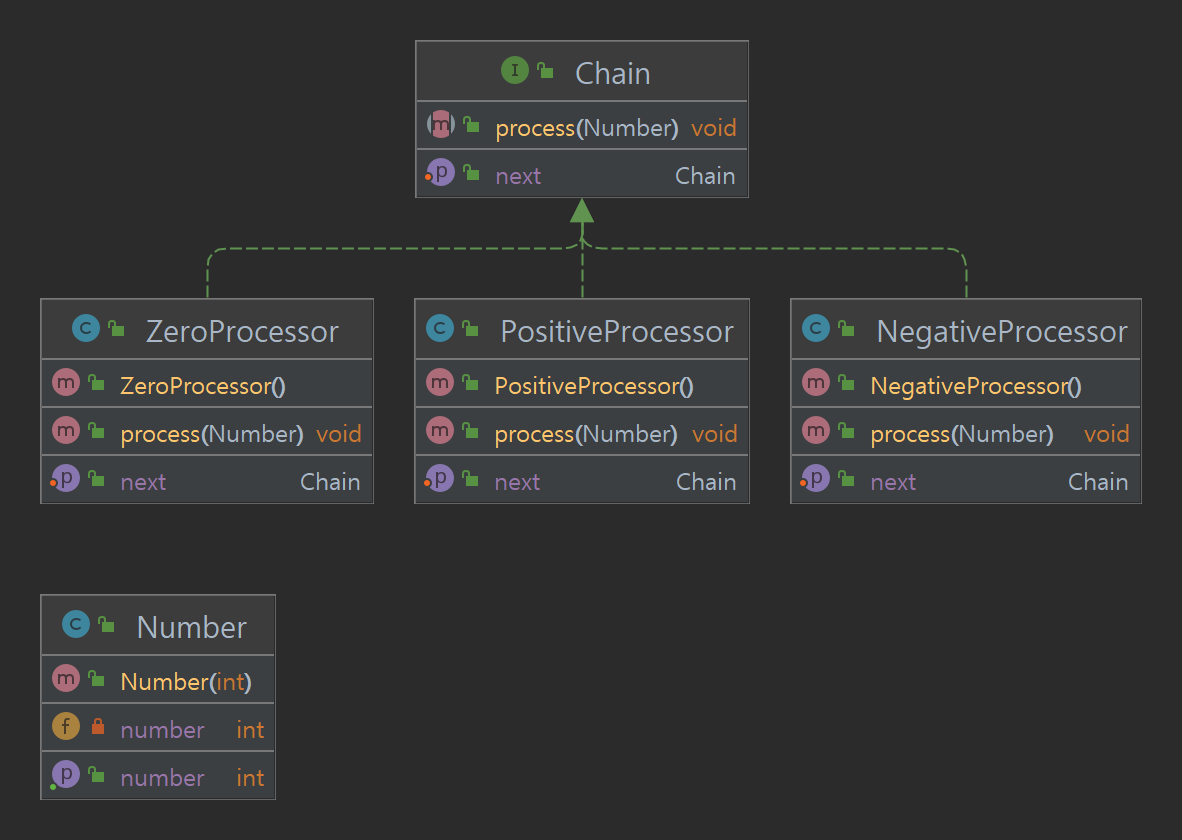 I Chain
m process(Number) void
p next Chain
C ZeroProcessor
m ZeroProcessor()
m process(Number) void
p next Chain
C PositiveProcessor
m PositiveProcessor()
m process(Number) void
p next Chain
C NegativeProcessor
m NegativeProcessor()
m process(Number) void
p next Chain
C Number
m Number(int)
f number int
p number int